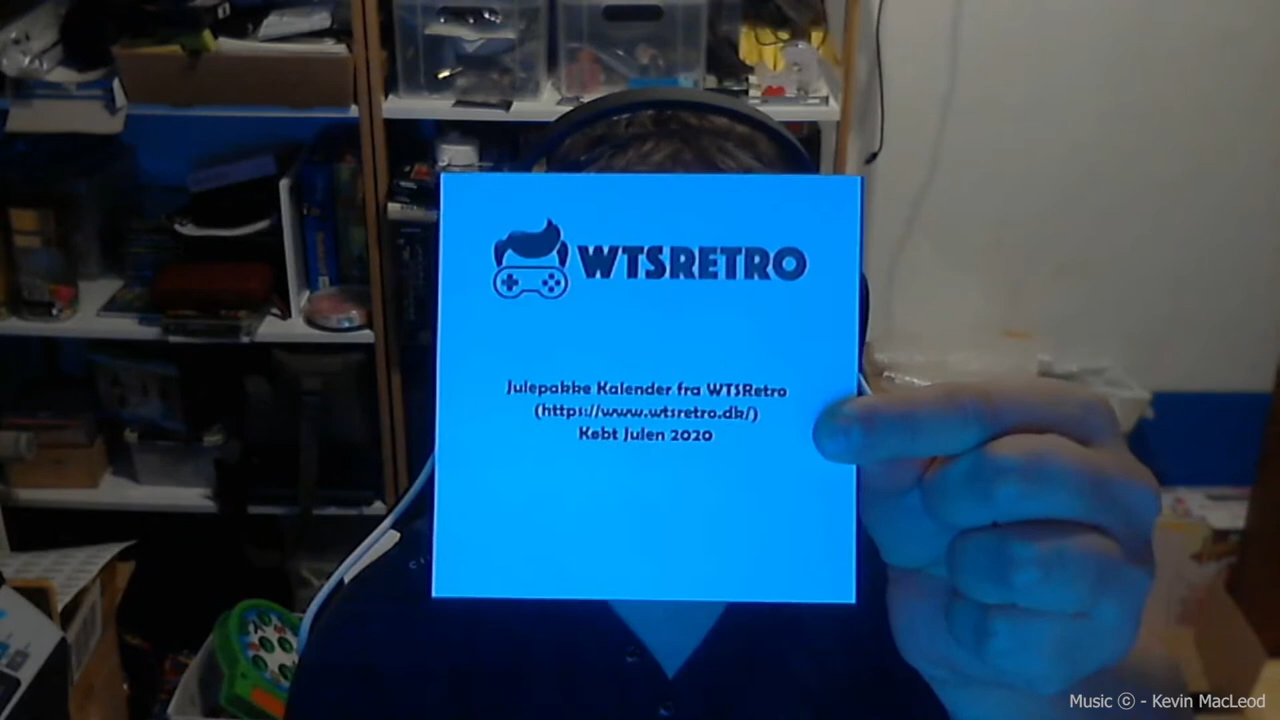 WTSRETRO
Julepakke Kalender fra WTSRetro
(https://www.wtsretro.dk/)
Købt Julen 2020
Music © - Kevin MacLeod